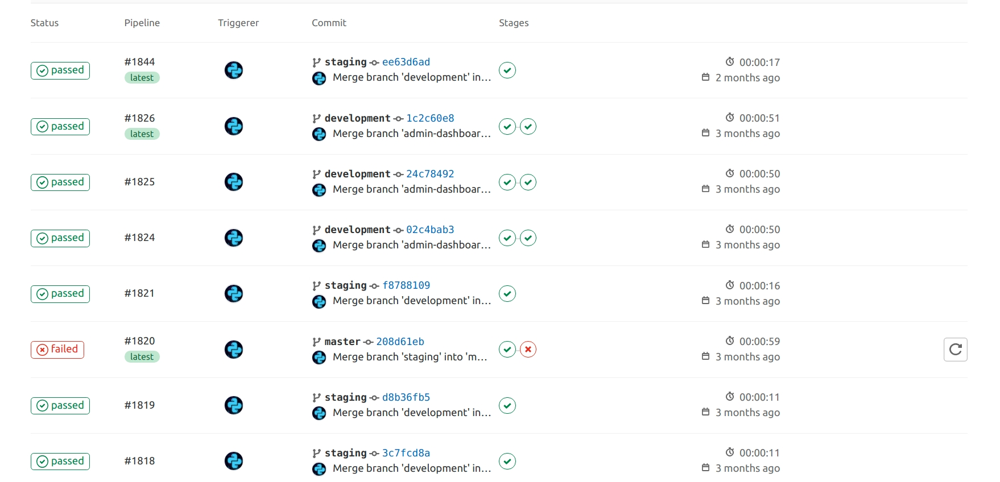 Status Pipeline Triggerer Commit Stages
passed #1844 latest staging ee63d6ad 00:00:17
Merge branch 'development' in... 2 months ago
passed #1826 latest development 1c2c60e8 00:00:51
Merge branch 'admin-dashboar... 3 months ago
passed #1825 development 24c78492 00:00:50
Merge branch 'admin-dashboar... 3 months ago
passed #1824 development 02c4bab3 00:00:50
Merge branch 'admin-dashboar... 3 months ago
passed #1821 staging f8788109 00:00:16
Merge branch 'development' in... 3 months ago
failed #1820 latest master 208d61eb 00:00:59
Merge branch 'staging' into 'm... 3 months ago
passed #1819 staging d8b36fb5 00:00:11
Merge branch 'development' in... 3 months ago
passed #1818 staging 3c7fcd8a 00:00:11
Merge branch 'development' in... 3 months ago